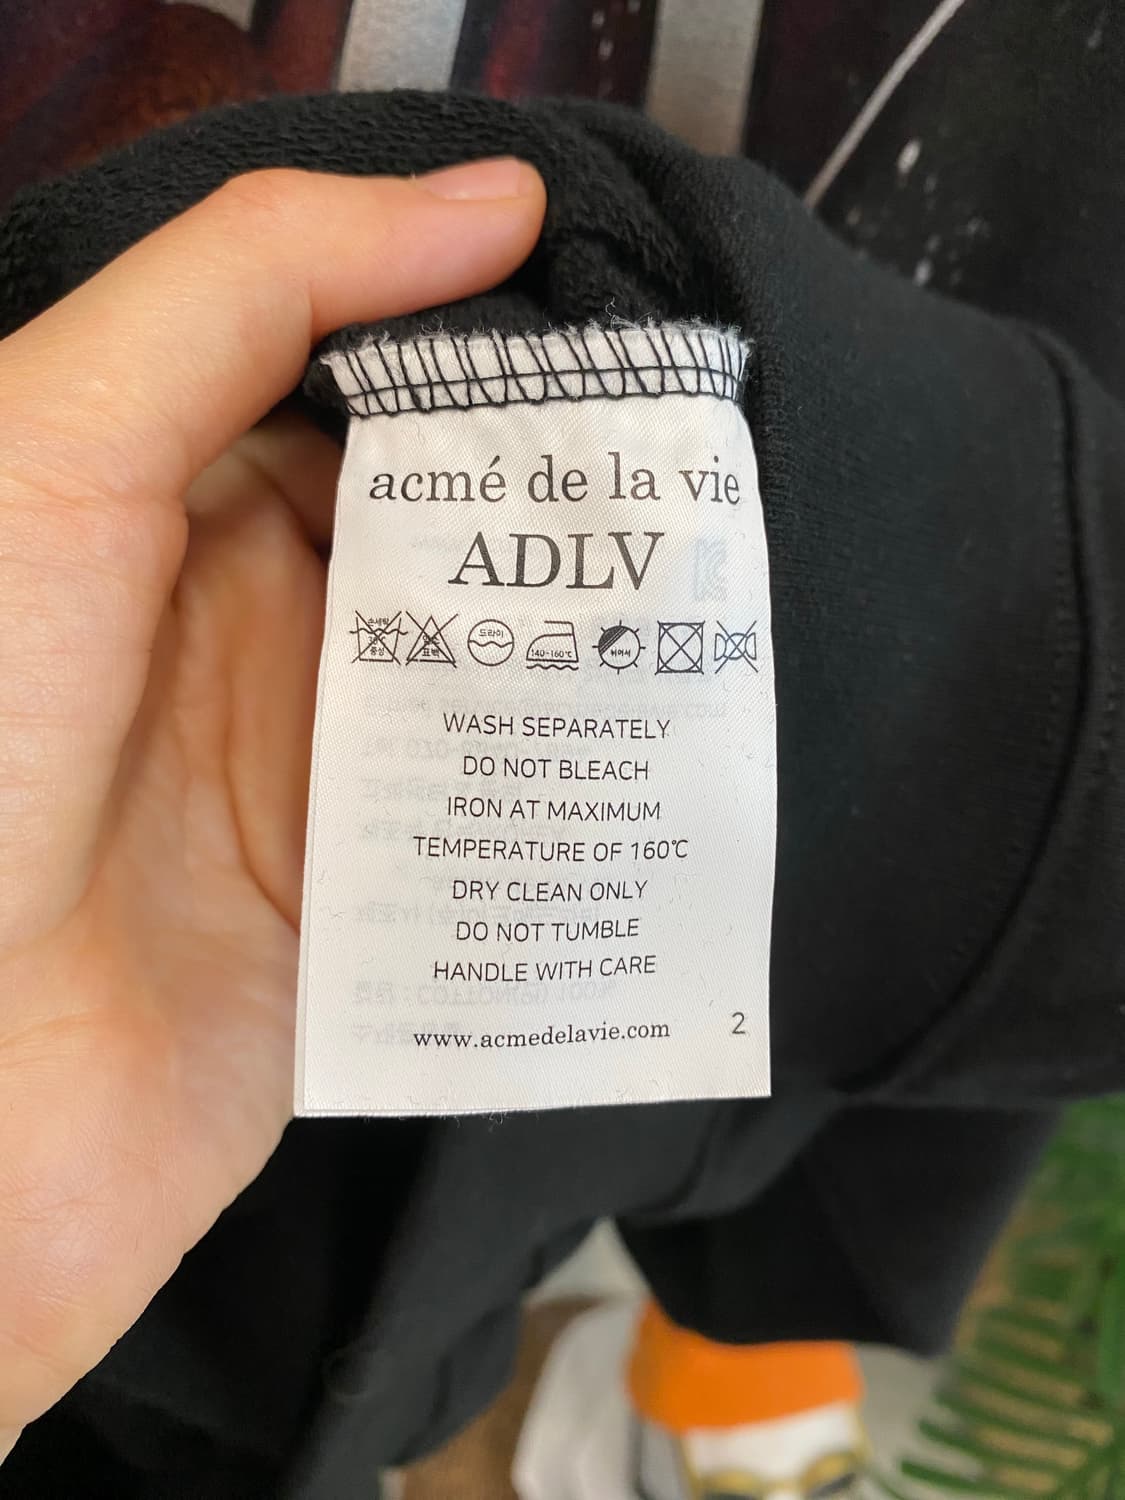 acmé de la vie
ADLV
드라이
140~160℃
WASH SEPARATELY
DO NOT BLEACH
IRON AT MAXIMUM
TEMPERATURE OF 160℃
DRY CLEAN ONLY
DO NOT TUMBLE
HANDLE WITH CARE
www.acmedelavie.com
2